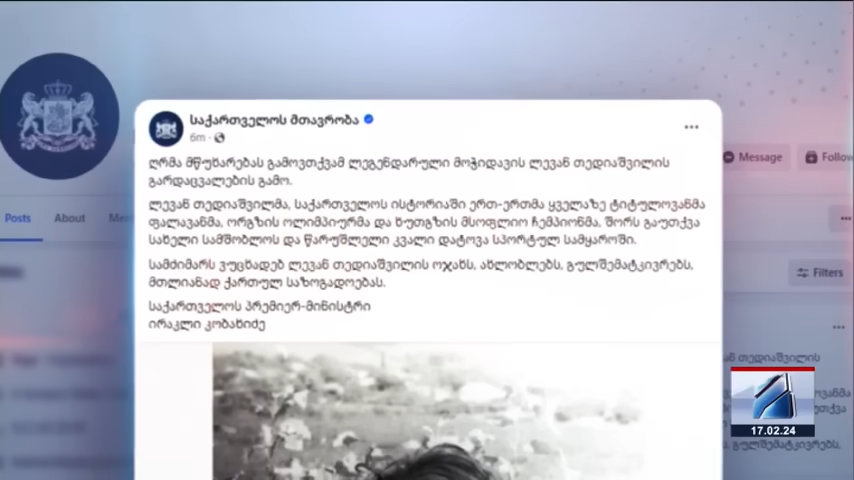 საქართველოს მთავრობა
6m
ღრმა მწუხარებას გამოვთქვამ ლეგენდარული მოჭიდავის ლევან თედიაშვილის
გარდაცვალების გამო.
ლევან თედიაშვილმა, საქართველოს ისტორიაში ერთ-ერთმა ყველაზე ტიტულოვანმა
ფალავანმა, ორგზის ოლიმპიურმა და ხუთგზის მსოფლიო ჩემპიონმა, შორს გაუთქვა
სახელი სამშობლოს და წარუშლელი კვალი დატოვა სპორტულ სამყაროში.
სამძიმარს ვუცხადებ ლევან თედიაშვილის ოჯახს, ახლობლებს, გულშემატკივრებს,
მთლიანად ქართულ საზოგადოებას.
საქართველოს პრემიერ-მინისტრი
ირაკლი კობახიძე
Message
Follow
Posts
About
Filters
თედიაშვილის
გულშემატკივრებს,
17.02.24